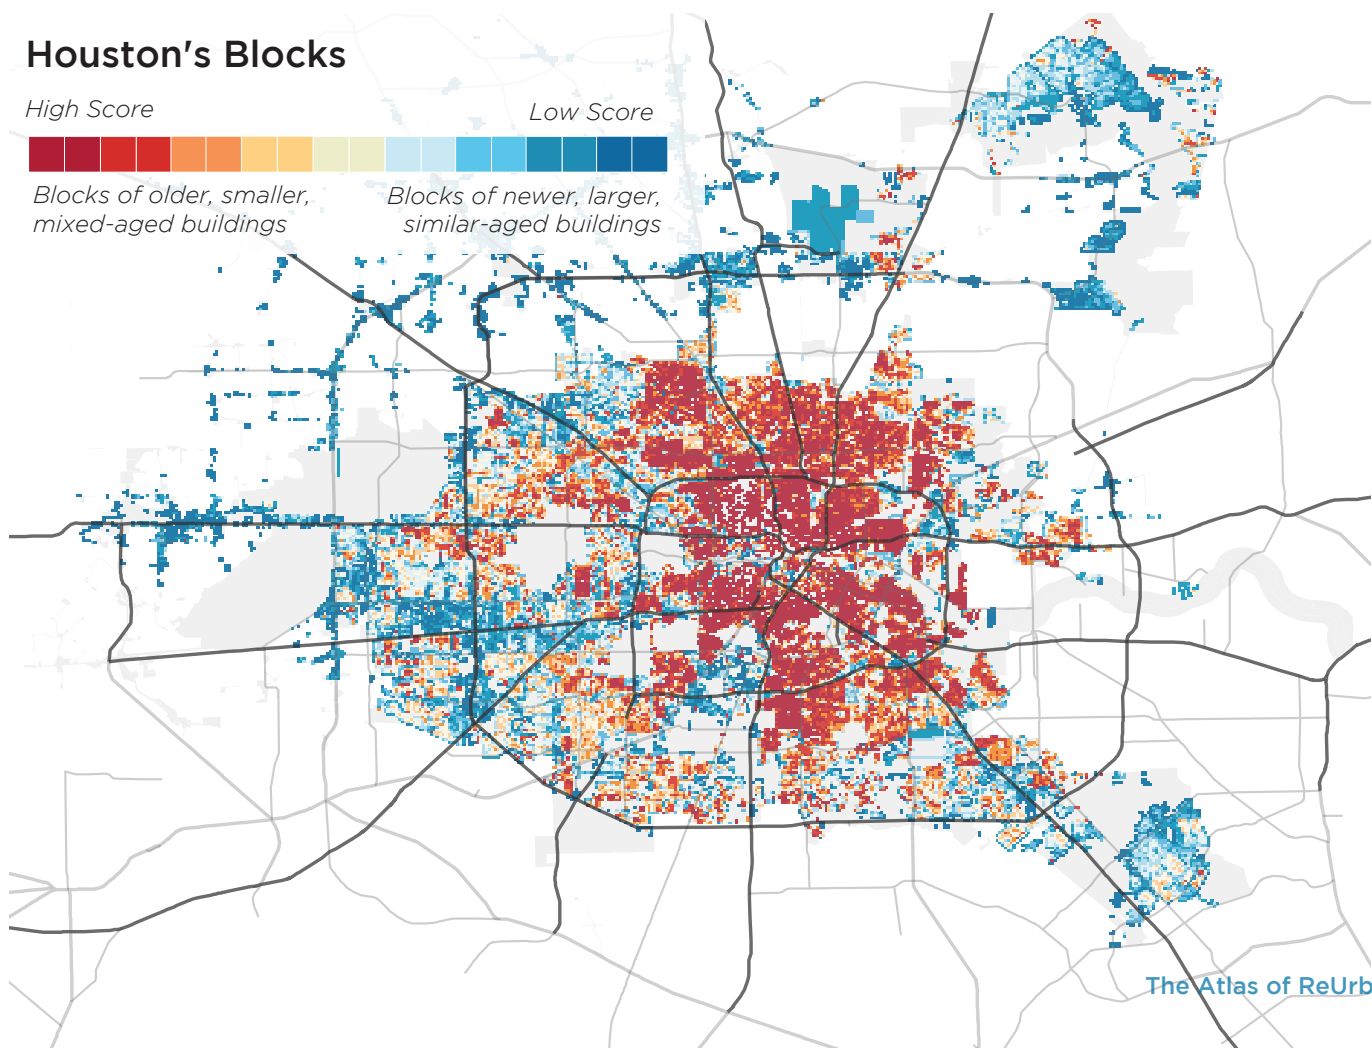 Houston's Blocks
High Score
Low Score
Blocks of older, smaller,
mixed-aged buildings
Blocks of newer, larger,
similar-aged buildings
The Atlas of ReUrb